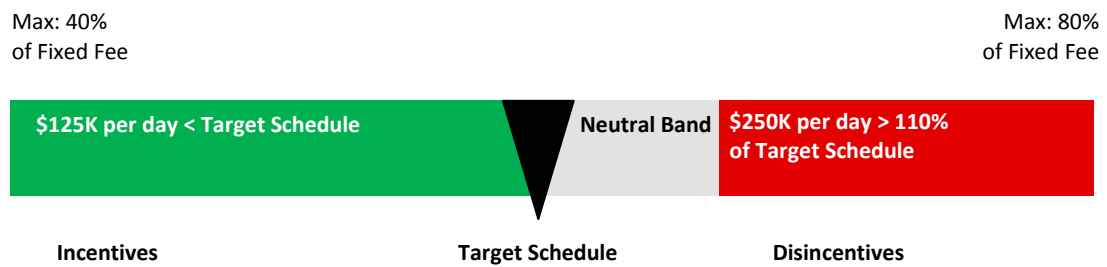 Max: 40%
of Fixed Fee
Max: 80%
of Fixed Fee
$125K per day < Target Schedule
Neutral Band
$250K per day > 110%
of Target Schedule
Incentives
Target Schedule
Disincentives